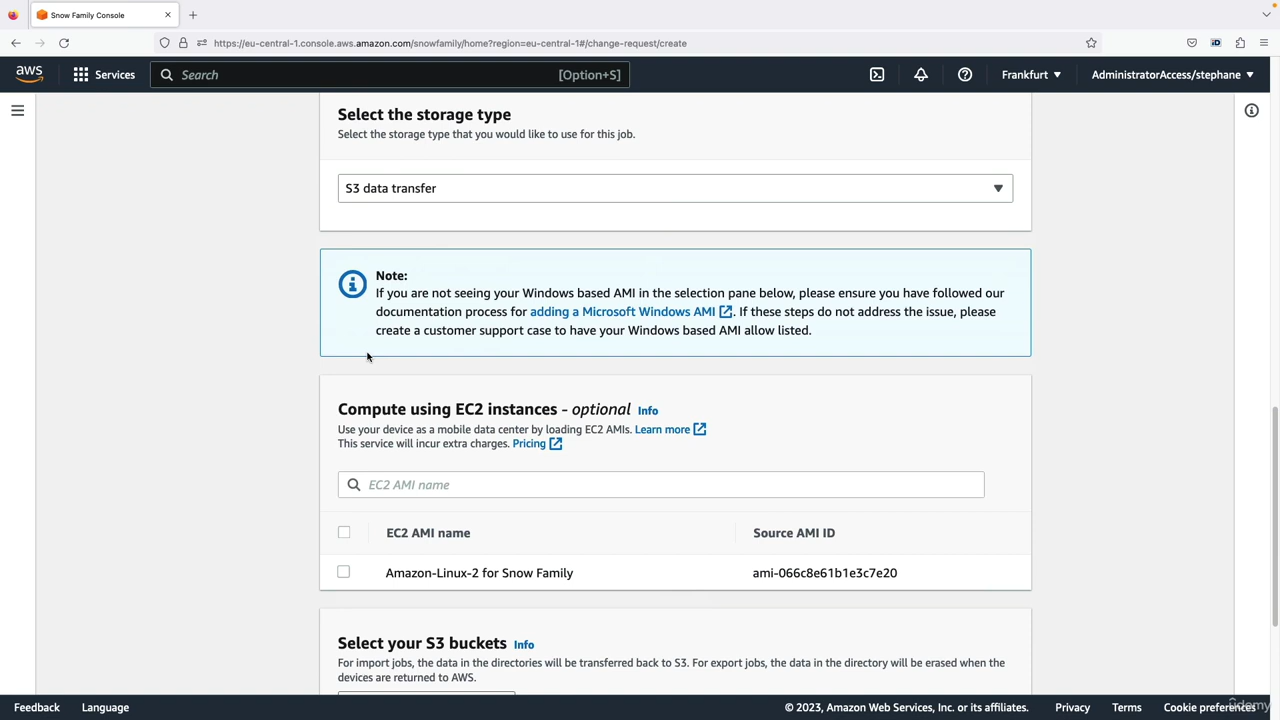 Snow Family Console
https://eu-central-1.console.aws.amazon.com/snowfamily/home?region=eu-central-1#/change-request/create
aws
Services
Search
[Option+S]
Frankfurt
AdministratorAccess/stephane
Select the storage type
Select the storage type that you would like to use for this job.
S3 data transfer
Note:
If you are not seeing your Windows based AMI in the selection pane below, please ensure you have followed our
documentation process for adding a Microsoft Windows AMI. If these steps do not address the issue, please
create a customer support case to have your Windows based AMI allow listed.
Compute using EC2 instances - optional Info
Use your device as a mobile data center by loading EC2 AMIs. Learn more
This service will incur extra charges. Pricing
EC2 AMI name
EC2 AMI name Source AMI ID
Amazon-Linux-2 for Snow Family ami-066c8e61b1e3c7e20
Select your S3 buckets Info
For import jobs, the data in the directories will be transferred back to S3. For export jobs, the data in the directory will be erased when the
devices are returned to AWS.
Feedback Language © 2023, Amazon Web Services, Inc. or its affiliates. Privacy Terms Cookie preferences
udemy